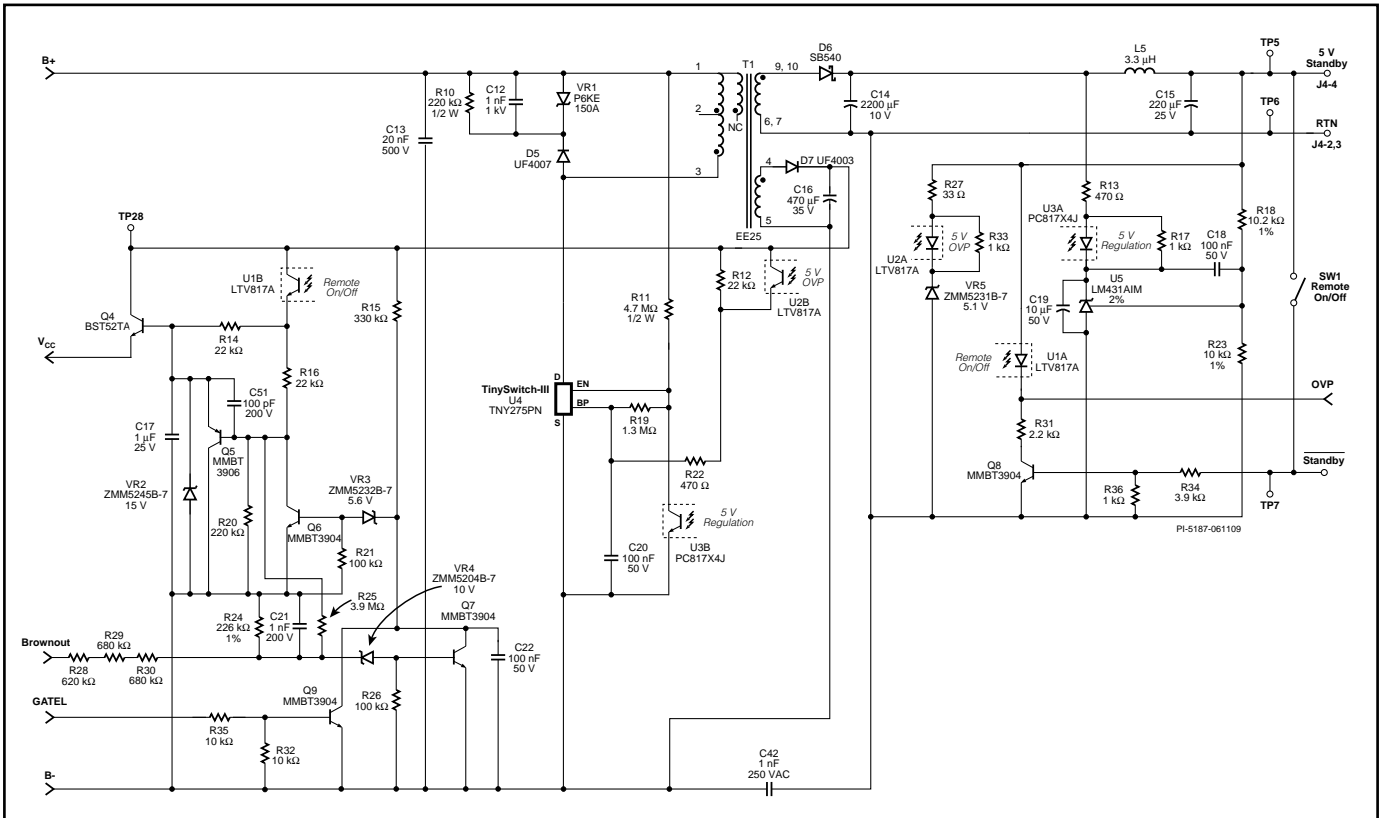 B+
R10
220 kΩ
1/2 W
C12
1 nF
1 kV
VR1
P6KE
150A
C13
20 nF
500 V
D5
UF4007
1
2
3
NC
T1
9, 10
6, 7
4
5
EE25
D6
SB540
C14
2200 µF
10 V
L5
3.3 µH
C15
220 µF
25 V
TP5
5 V
Standby
J4-4
TP6
RTN
J4-2,3
D7 UF4003
C16
470 µF
35 V
R27
33 Ω
U2A
LTV817A
5 V
OVP
R33
1 kΩ
VR5
ZMM5231B-7
5.1 V
R13
470 Ω
U3A
PC817X4J
5 V
Regulation
R17
1 kΩ
C18
100 nF
50 V
R18
10.2 kΩ
1%
C19
10 µF
50 V
U5
LM431AIM
2%
SW1
Remote
On/Off
R23
10 kΩ
1%
Remote
On/Off
U1A
LTV817A
OVP
R31
2.2 kΩ
Q8
MMBT3904
R36
1 kΩ
R34
3.9 kΩ
Standby
TP7
PI-5187-061109
TP28
U1B
LTV817A
Remote
On/Off
R15
330 kΩ
R12
22 kΩ
5 V
OVP
U2B
LTV817A
R11
4.7 MΩ
1/2 W
Q4
BST52TA
VCC
R14
22 kΩ
R16
22 kΩ
C51
100 pF
200 V
C17
1 µF
25 V
Q5
MMBT
3906
VR2
ZMM5245B-7
15 V
R20
220 kΩ
VR3
ZMM5232B-7
5.6 V
Q6
MMBT3904
R21
100 kΩ
TinySwitch-III
U4
TNY275PN
D
S
EN
BP
R19
1.3 MΩ
R22
470 Ω
C20
100 nF
50 V
5 V
Regulation
U3B
PC817X4J
VR4
ZMM5204B-7
10 V
R24
226 kΩ
1%
C21
1 nF
200 V
R25
3.9 MΩ
Q7
MMBT3904
C22
100 nF
50 V
Brownout
R28
620 kΩ
R29
680 kΩ
R30
680 kΩ
GATEL
R35
10 kΩ
R32
10 kΩ
Q9
MMBT3904
R26
100 kΩ
C42
1 nF
250 VAC
B-